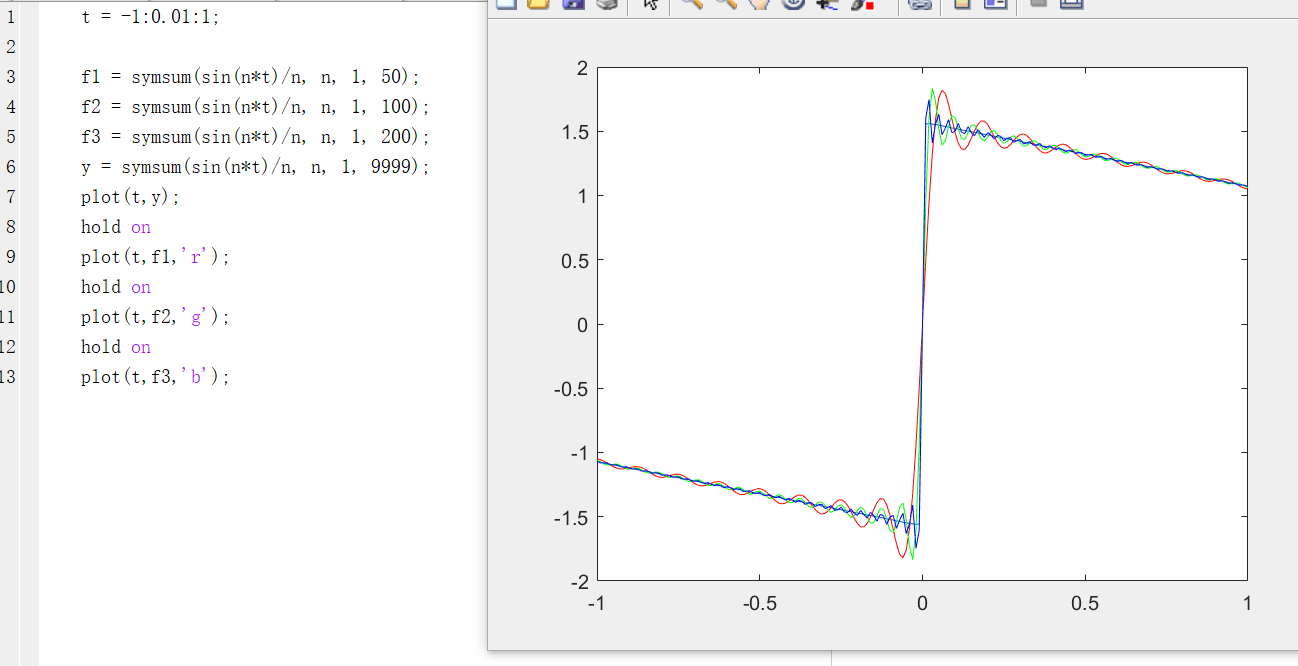 1 t = -1:0.01:1;
2
3 f1 = symsum(sin(n*t)/n, n, 1, 50);
4 f2 = symsum(sin(n*t)/n, n, 1, 100);
5 f3 = symsum(sin(n*t)/n, n, 1, 200);
6 y = symsum(sin(n*t)/n, n, 1, 9999);
7 plot(t,y);
8 hold on
9 plot(t,f1,'r');
10 hold on
11 plot(t,f2,'g');
12 hold on
13 plot(t,f3,'b');
2
1.5
1
0.5
0
-0.5
-1
-1.5
-2
-1 -0.5 0 0.5 1